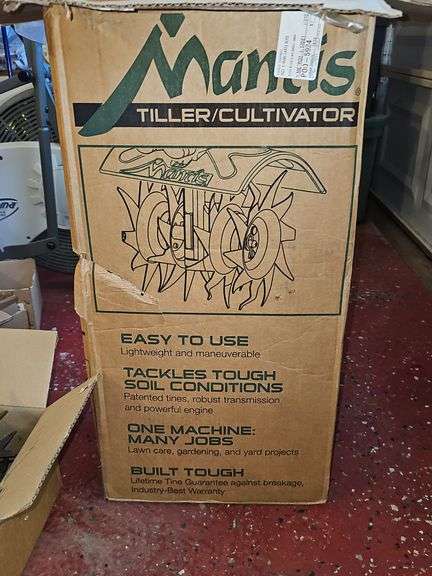 Mantis
TILLER/CULTIVATOR
Mantis
EASY TO USE
Lightweight and maneuverable
TACKLES TOUGH
SOIL CONDITIONS
Patented tines, robust transmission
and powerful engine
ONE MACHINE:
MANY JOBS
Lawn care, gardening, and yard projects
BUILT TOUGH
Lifetime Tine Guarantee against breakage,
Industry-Best Warranty